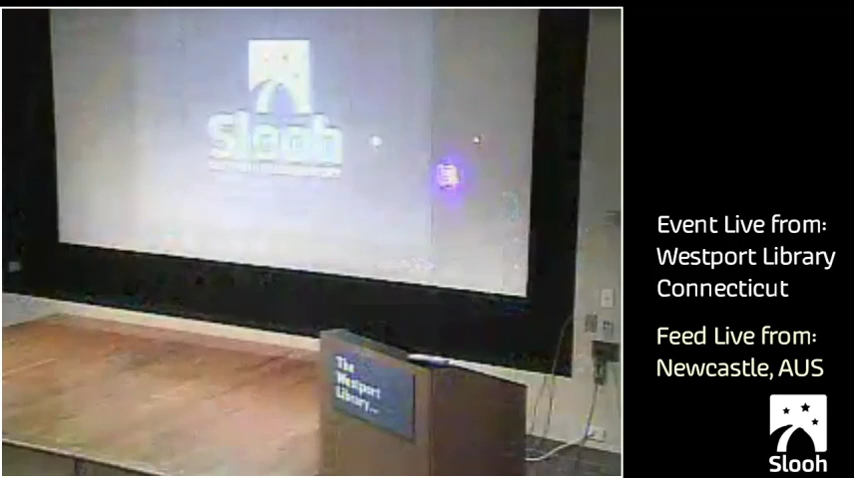 Slooh
The
Westport
Library...
Event Live from:
Westport Library
Connecticut
Feed Live from:
Newcastle, AUS
Slooh